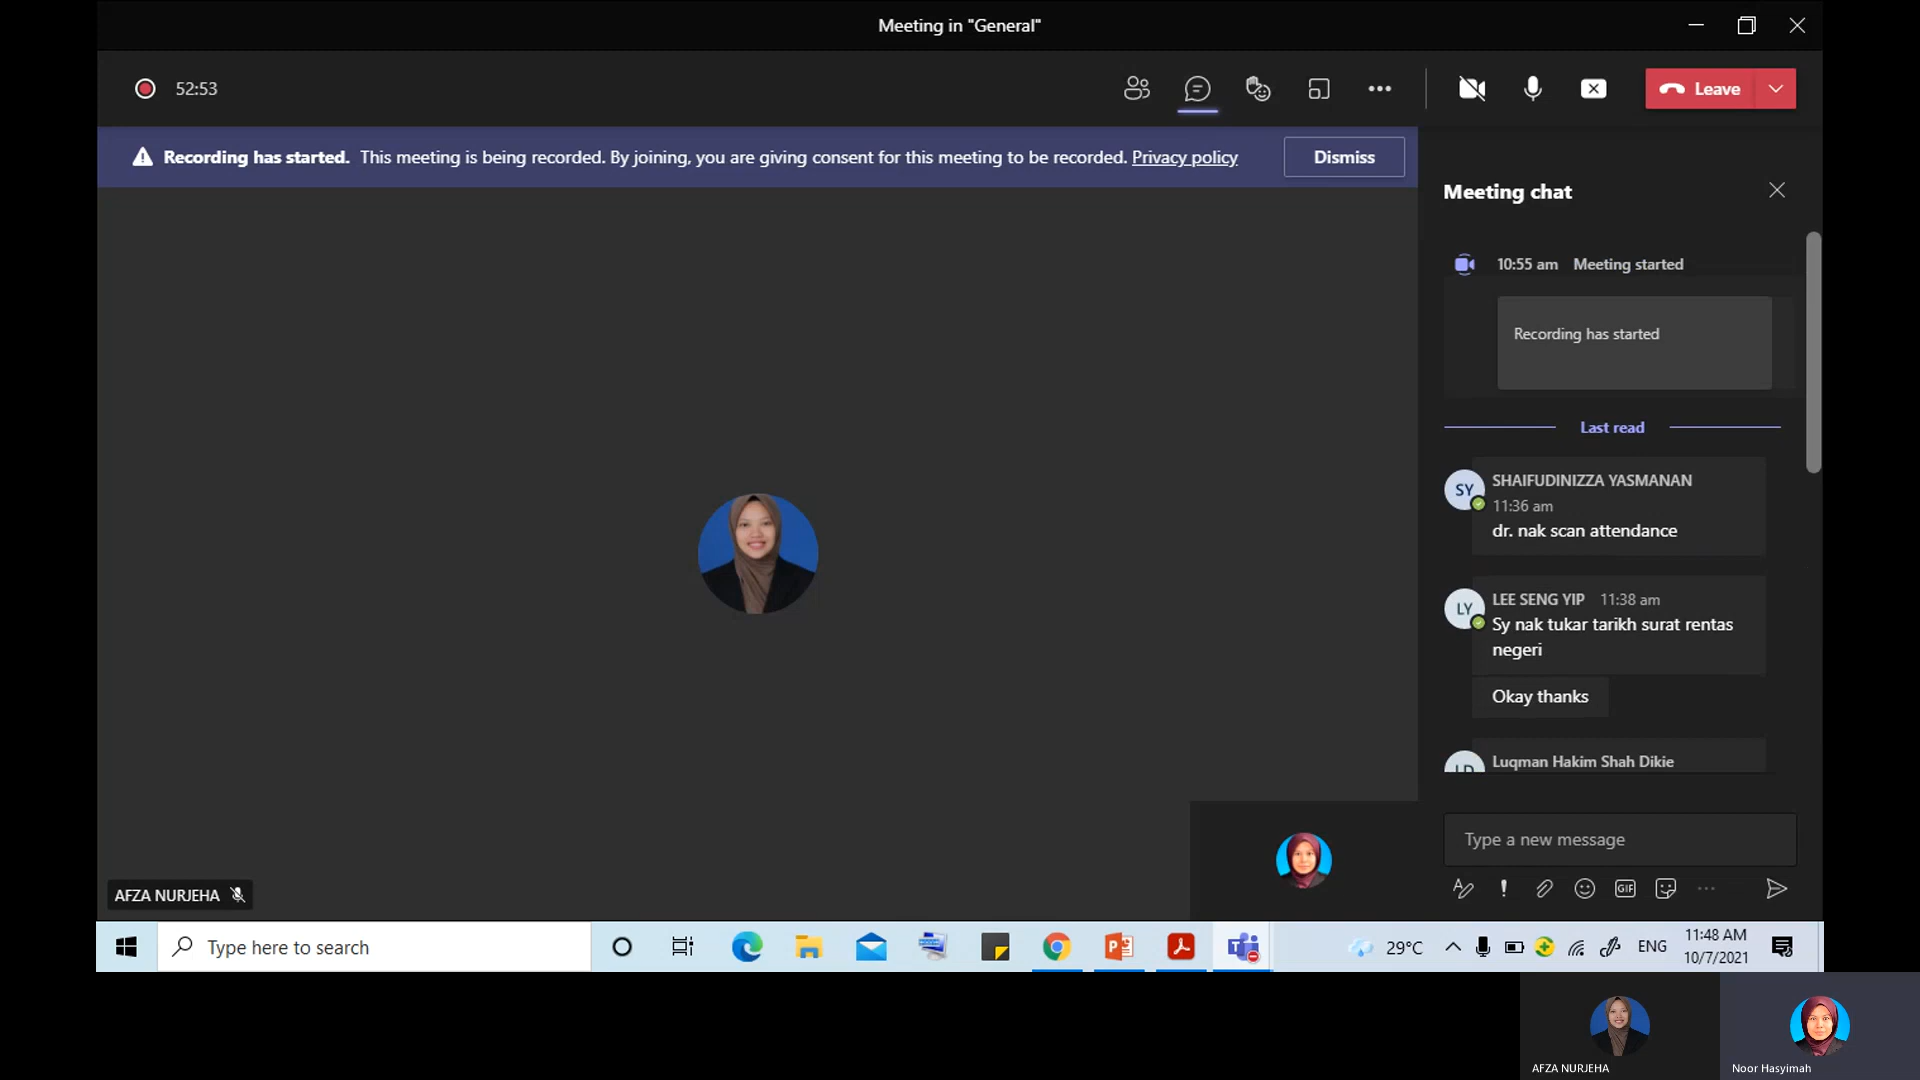 Meeting in "General"
52:53
Leave
Recording has started. This meeting is being recorded. By joining, you are giving consent for this meeting to be recorded. Privacy policy
Dismiss
Meeting chat
10:55 am Meeting started
Recording has started
Last read
SY
SHAIFUDINIZZA YASMANAN
11:36 am
dr. nak scan attendance
LY
LEE SENG YIP 11:38 am
Sy nak tukar tarikh surat rentas
negeri
Okay thanks
LD
Luqman Hakim Shah Dikie
Type a new message
GIF
AFZA NURJEHA
Type here to search
29°C
ENG
11:48 AM
10/7/2021
AFZA NURJEHA
Noor Hasyimah